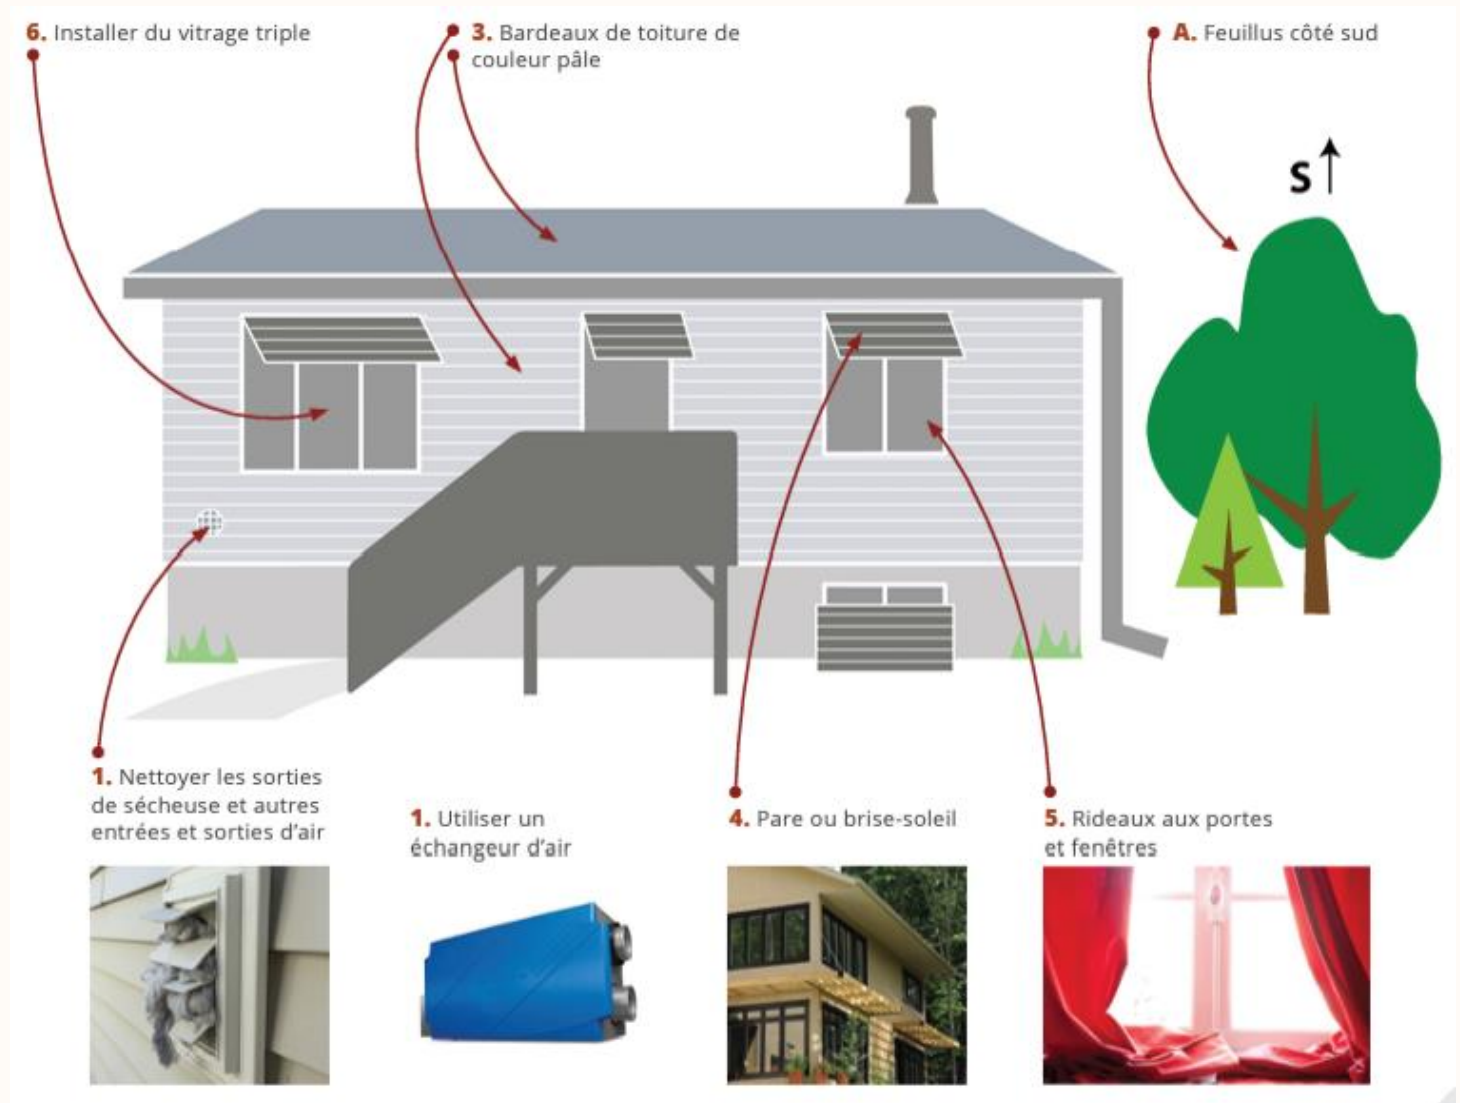 6. Installer du vitrage triple
3. Bardeaux de toiture de
couleur pâle
A. Feuillus côté sud
S
1. Nettoyer les sorties
de sécheuse et autres
entrées et sorties d'air
1. Utiliser un
échangeur d'air
4. Pare ou brise-soleil
5. Rideaux aux portes
et fenêtres